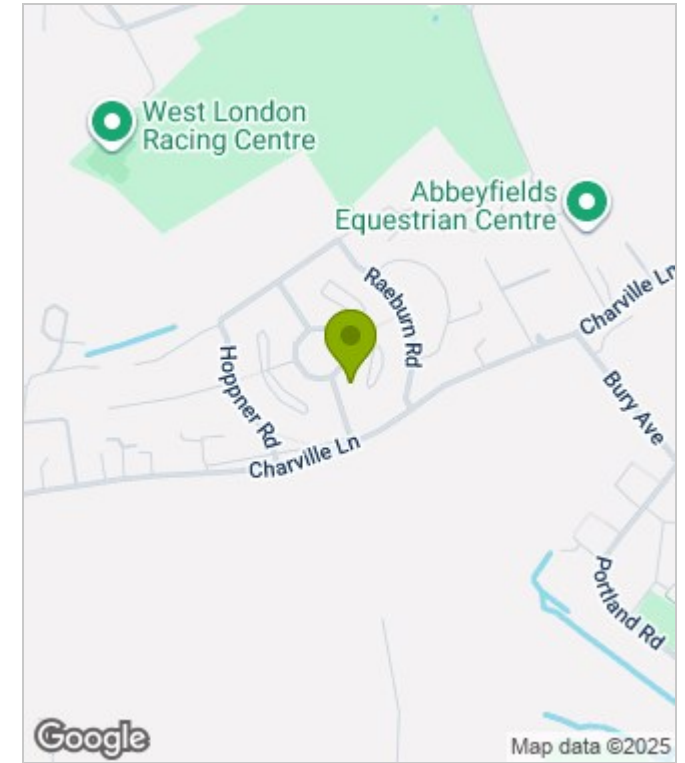 West London
Racing Centre
Abbeyfields
Equestrian Centre
Charville Ln
Raeburn Rd
Hoppner Rd
Bury Ave
Charville Ln
Portland Rd
Google
Map data ©2025